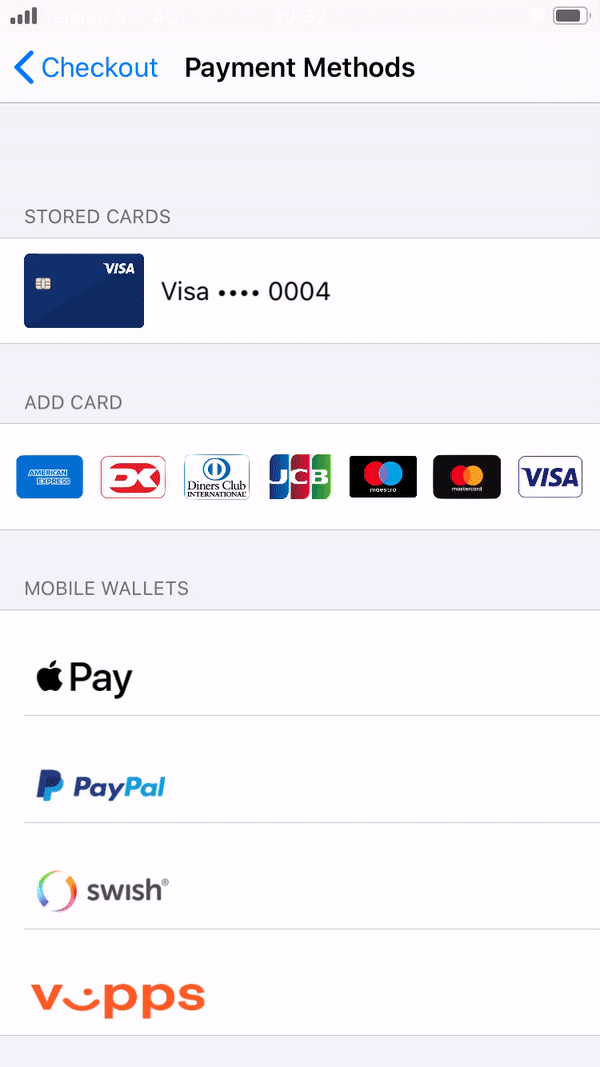 Telenor SE 4G 10:32
Checkout Payment Methods
STORED CARDS
VISA
Visa •••• 0004
ADD CARD
AMERICAN EXPRESS
DK
Diners Club INTERNATIONAL
JCB
maestro
mastercard
VISA
MOBILE WALLETS
Pay
PayPal
swish®
vipps